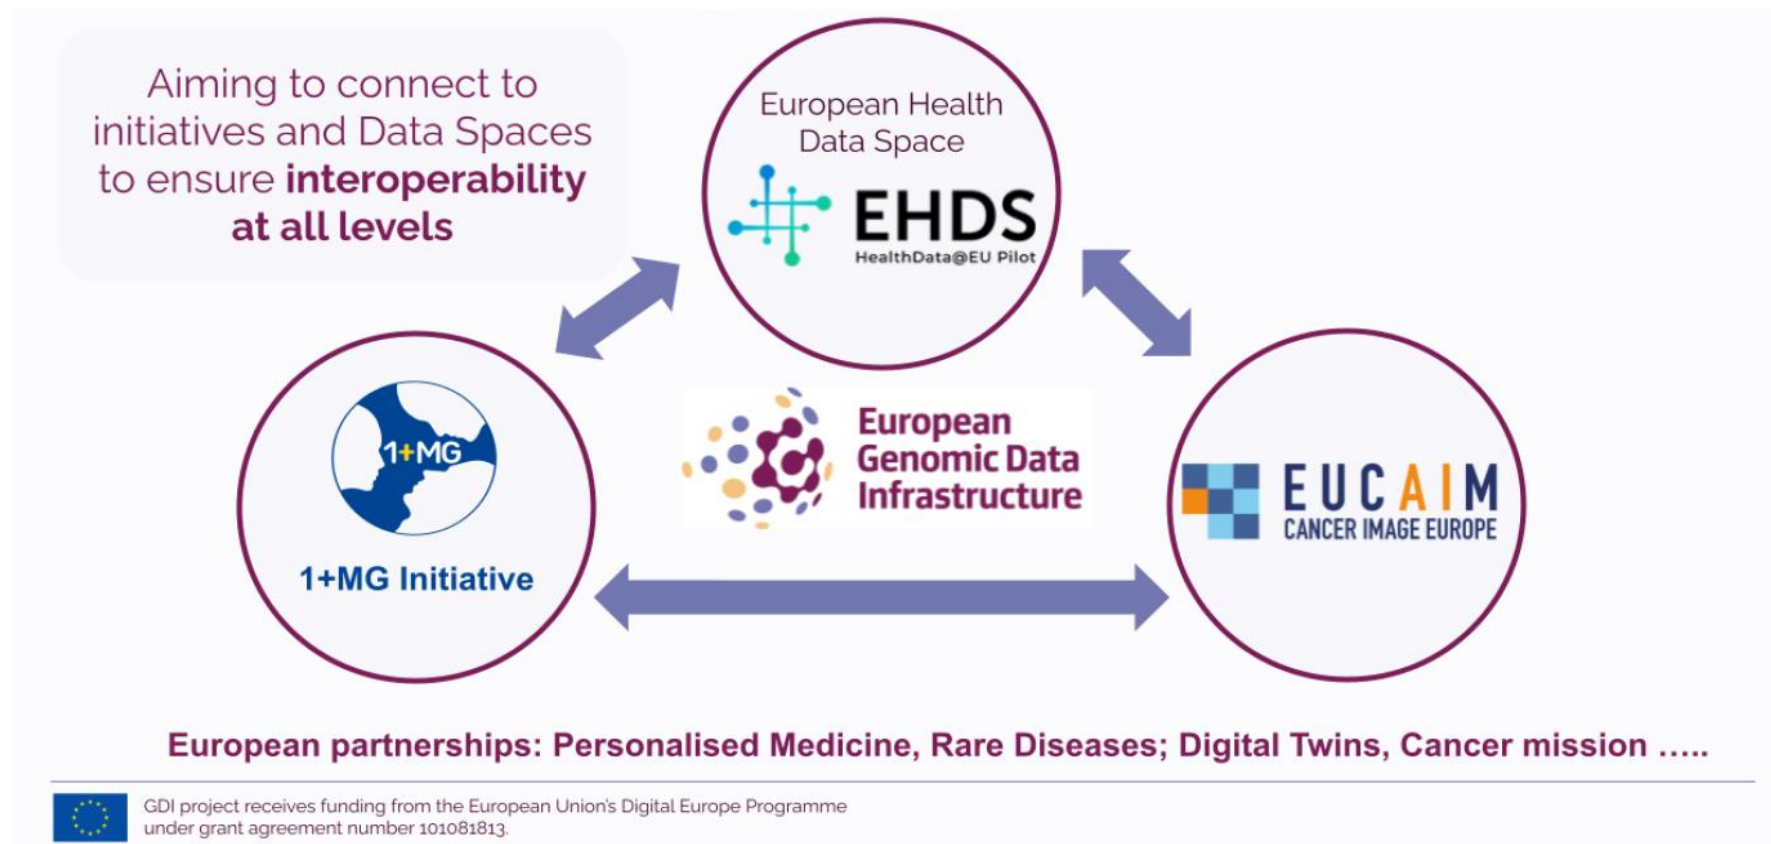 Aiming to connect to
initiatives and Data Spaces
to ensure interoperability
at all levels
European Health
Data Space
EHDS
HealthData@EU Pilot
1+MG
1+MG Initiative
European
Genomic Data
Infrastructure
EUCAIM
CANCER IMAGE EUROPE
European partnerships: Personalised Medicine, Rare Diseases; Digital Twins, Cancer mission …..
GDI project receives funding from the European Union's Digital Europe Programme
under grant agreement number 101081813.